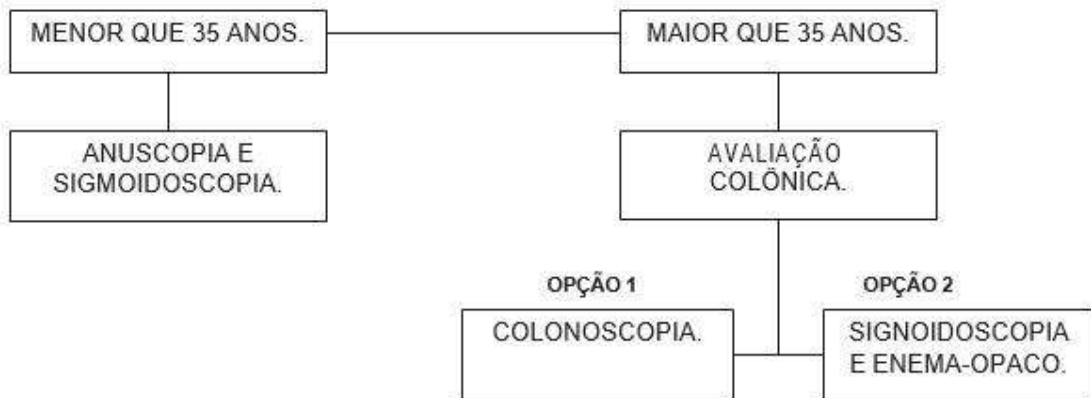 MENOR QUE 35 ANOS.
MAIOR QUE 35 ANOS.
ANUSCOPIA E
SIGMOIDOSCOPIA.
AVALIAÇÃO
COLÔNICA.
OPÇÃO 1
OPÇÃO 2
COLONOSCOPIA.
SIGNOIDOSCOPIA
E ENEMA-OPACO.